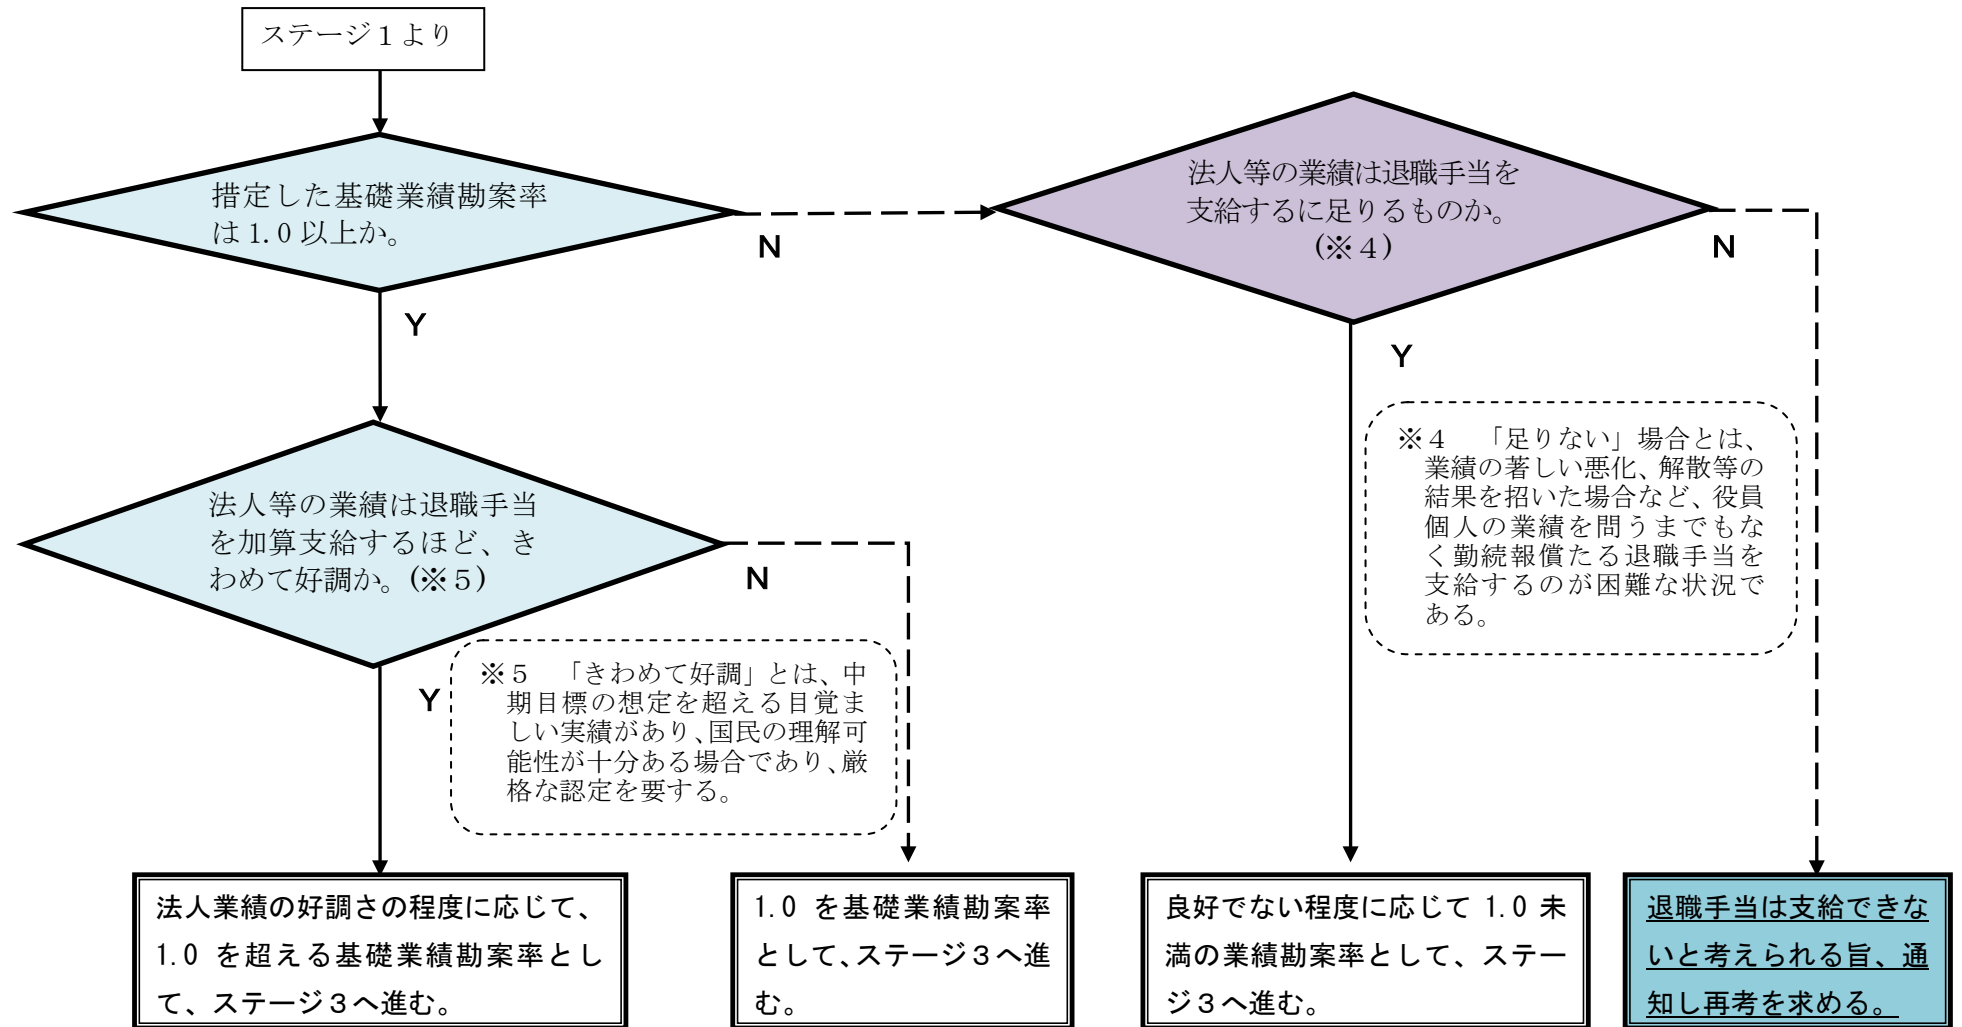 ステージ１より
措定した基礎業績勘案率
は 1.0 以上か。
N
Y
法人等の業績は退職手当を
支給するに足りるものか。
(※４)
N
Y
※４　「足りない」場合とは、
業績の著しい悪化、解散等の
結果を招いた場合など、役員
個人の業績を問うまでもな
く勤続報償たる退職手当を
支給するのが困難な状況で
ある。
法人等の業績は退職手当
を加算支給するほど、き
わめて好調か。(※５)
N
Y
※５　「きわめて好調」とは、中
期目標の想定を超える目覚ま
しい実績があり、国民の理解可
能性が十分ある場合であり、厳
格な認定を要する。
法人業績の好調さの程度に応じて、
1.0 を超える基礎業績勘案率とし
て、ステージ３へ進む。
1.0 を基礎業績勘案率
として、ステージ３へ進
む。
良好でない程度に応じて 1.0 未
満の業績勘案率として、ステー
ジ３へ進む。
退職手当は支給できな
いと考えられる旨、通
知し再考を求める。